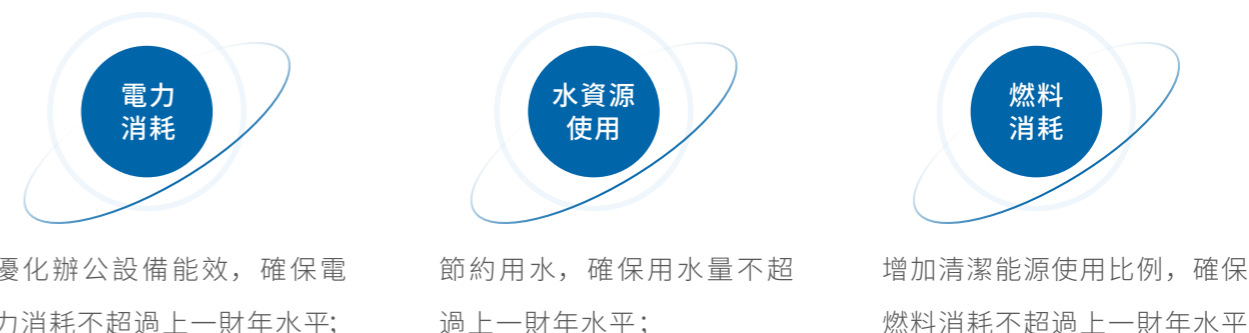 電力
消耗
水資源
使用
燃料
消耗
優化辦公設備能效，確保電
力消耗不超過上一財年水平;
節約用水，確保用水量不超
過上一財年水平；
增加清潔能源使用比例，確保
燃料消耗不超過上一財年水平